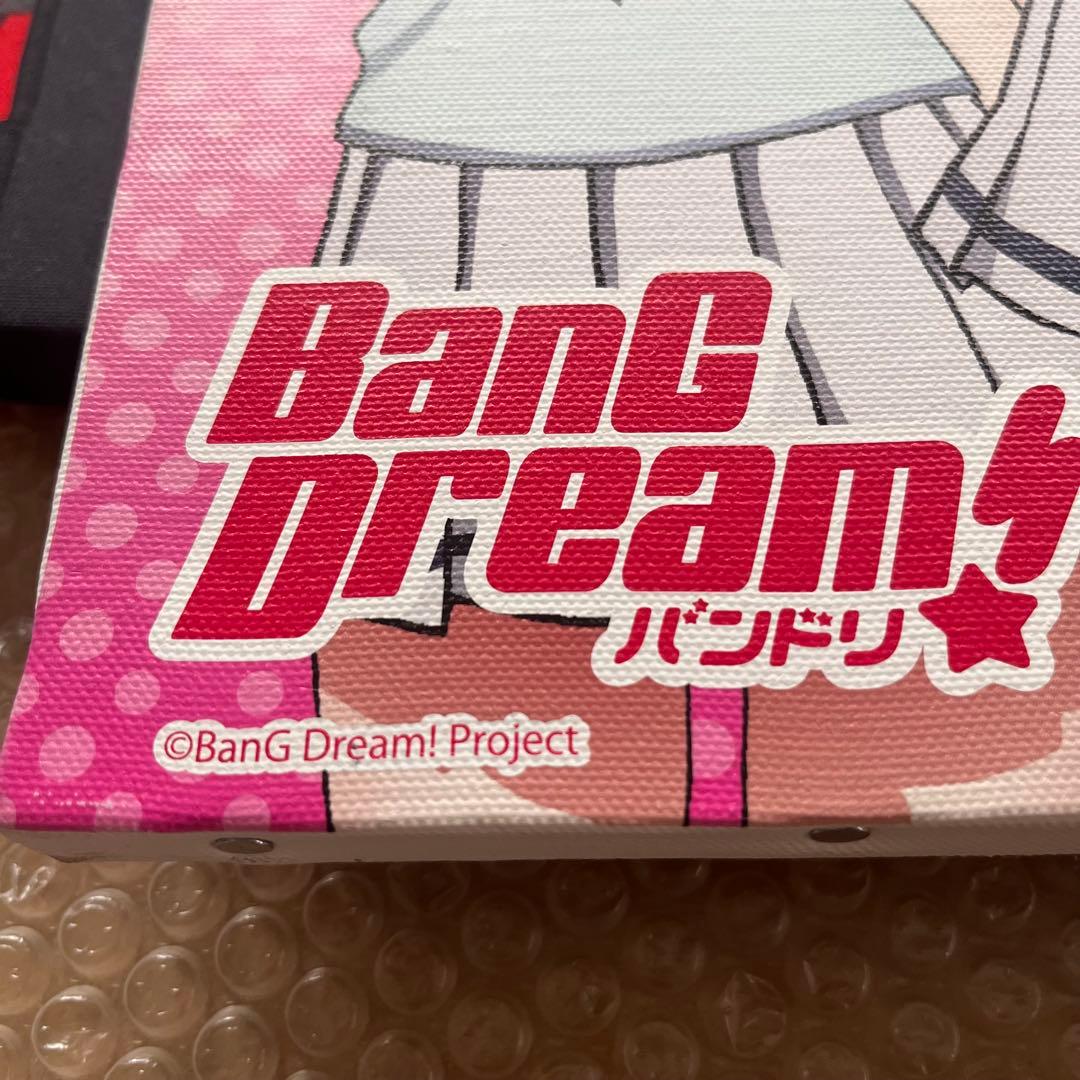 BanG
Dream!
バンドリ★
©BanG Dream! Project